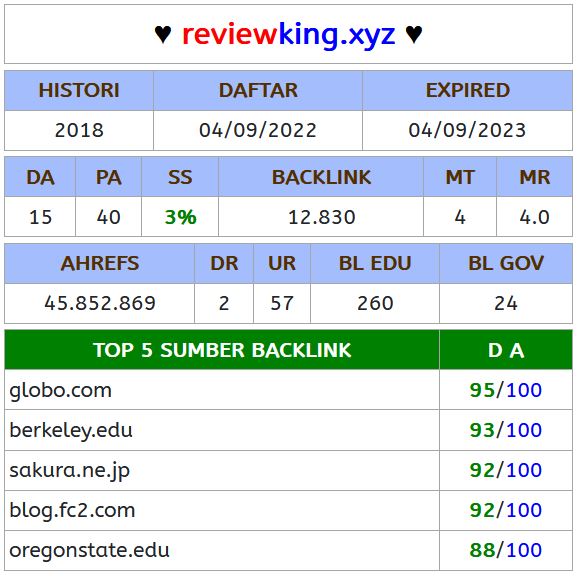 ♥ reviewking.xyz ♥
HISTORI DAFTAR EXPIRED
2018 04/09/2022 04/09/2023
DA PA SS BACKLINK MT MR
15 40 3% 12.830 4 4.0
AHREFS DR UR BL EDU BL GOV
45.852.869 2 57 260 24
TOP 5 SUMBER BACKLINK D A
globo.com 95/100
berkeley.edu 93/100
sakura.ne.jp 92/100
blog.fc2.com 92/100
oregonstate.edu 88/100